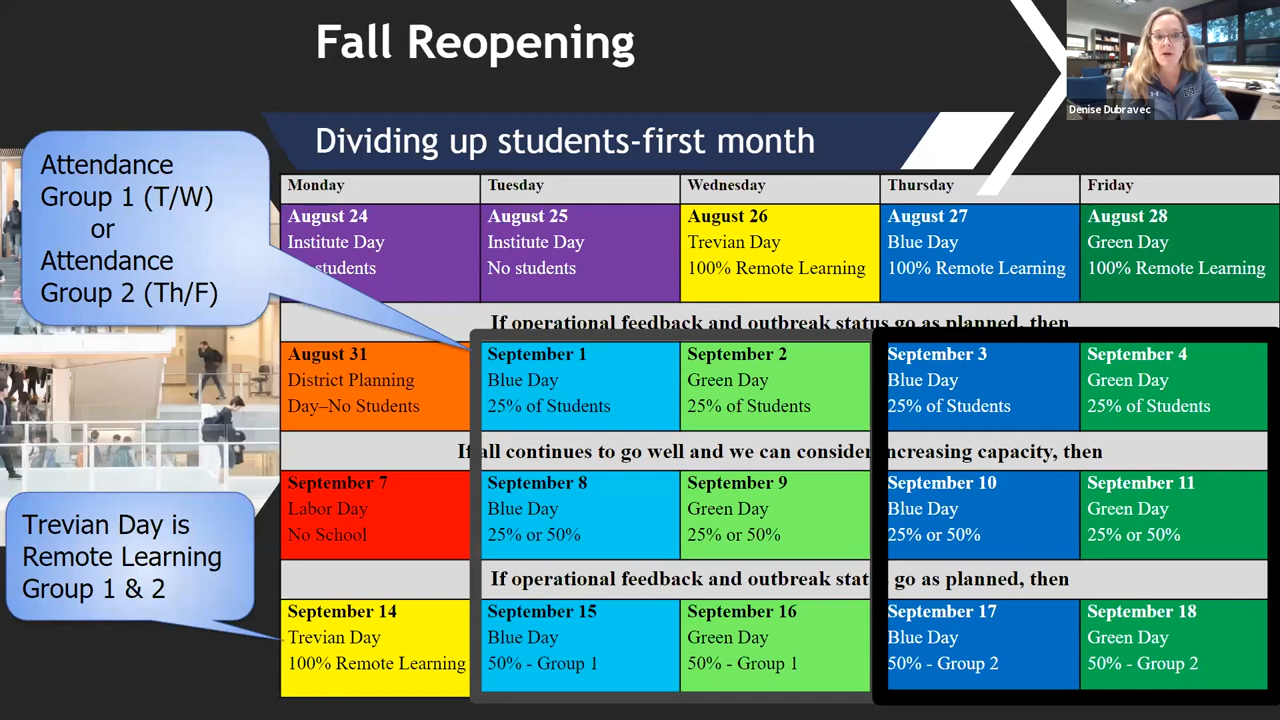 Fall Reopening
Denise Dubravec
Dividing up students-first month
Attendance
Group 1 (T/W)
or
Attendance
Group 2 (Th/F)
Monday Tuesday Wednesday Thursday Friday
August 24 August 25 August 26 August 27 August 28
Institute Day Institute Day Trevian Day Blue Day Green Day
students No students 100% Remote Learning 100% Remote Learning 100% Remote Learning
If operational feedback and outbreak status go as planned, then
August 31 September 1 September 2 September 3 September 4
District Planning Blue Day Green Day Blue Day Green Day
Day–No Students 25% of Students 25% of Students 25% of Students 25% of Students
If all continues to go well and we can consider increasing capacity, then
September 7 September 8 September 9 September 10 September 11
Labor Day Blue Day Green Day Blue Day Green Day
No School 25% or 50% 25% or 50% 25% or 50% 25% or 50%
Trevian Day is
Remote Learning
Group 1 & 2
If operational feedback and outbreak status go as planned, then
September 14 September 15 September 16 September 17 September 18
Trevian Day Blue Day Green Day Blue Day Green Day
100% Remote Learning 50% - Group 1 50% - Group 1 50% - Group 2 50% - Group 2